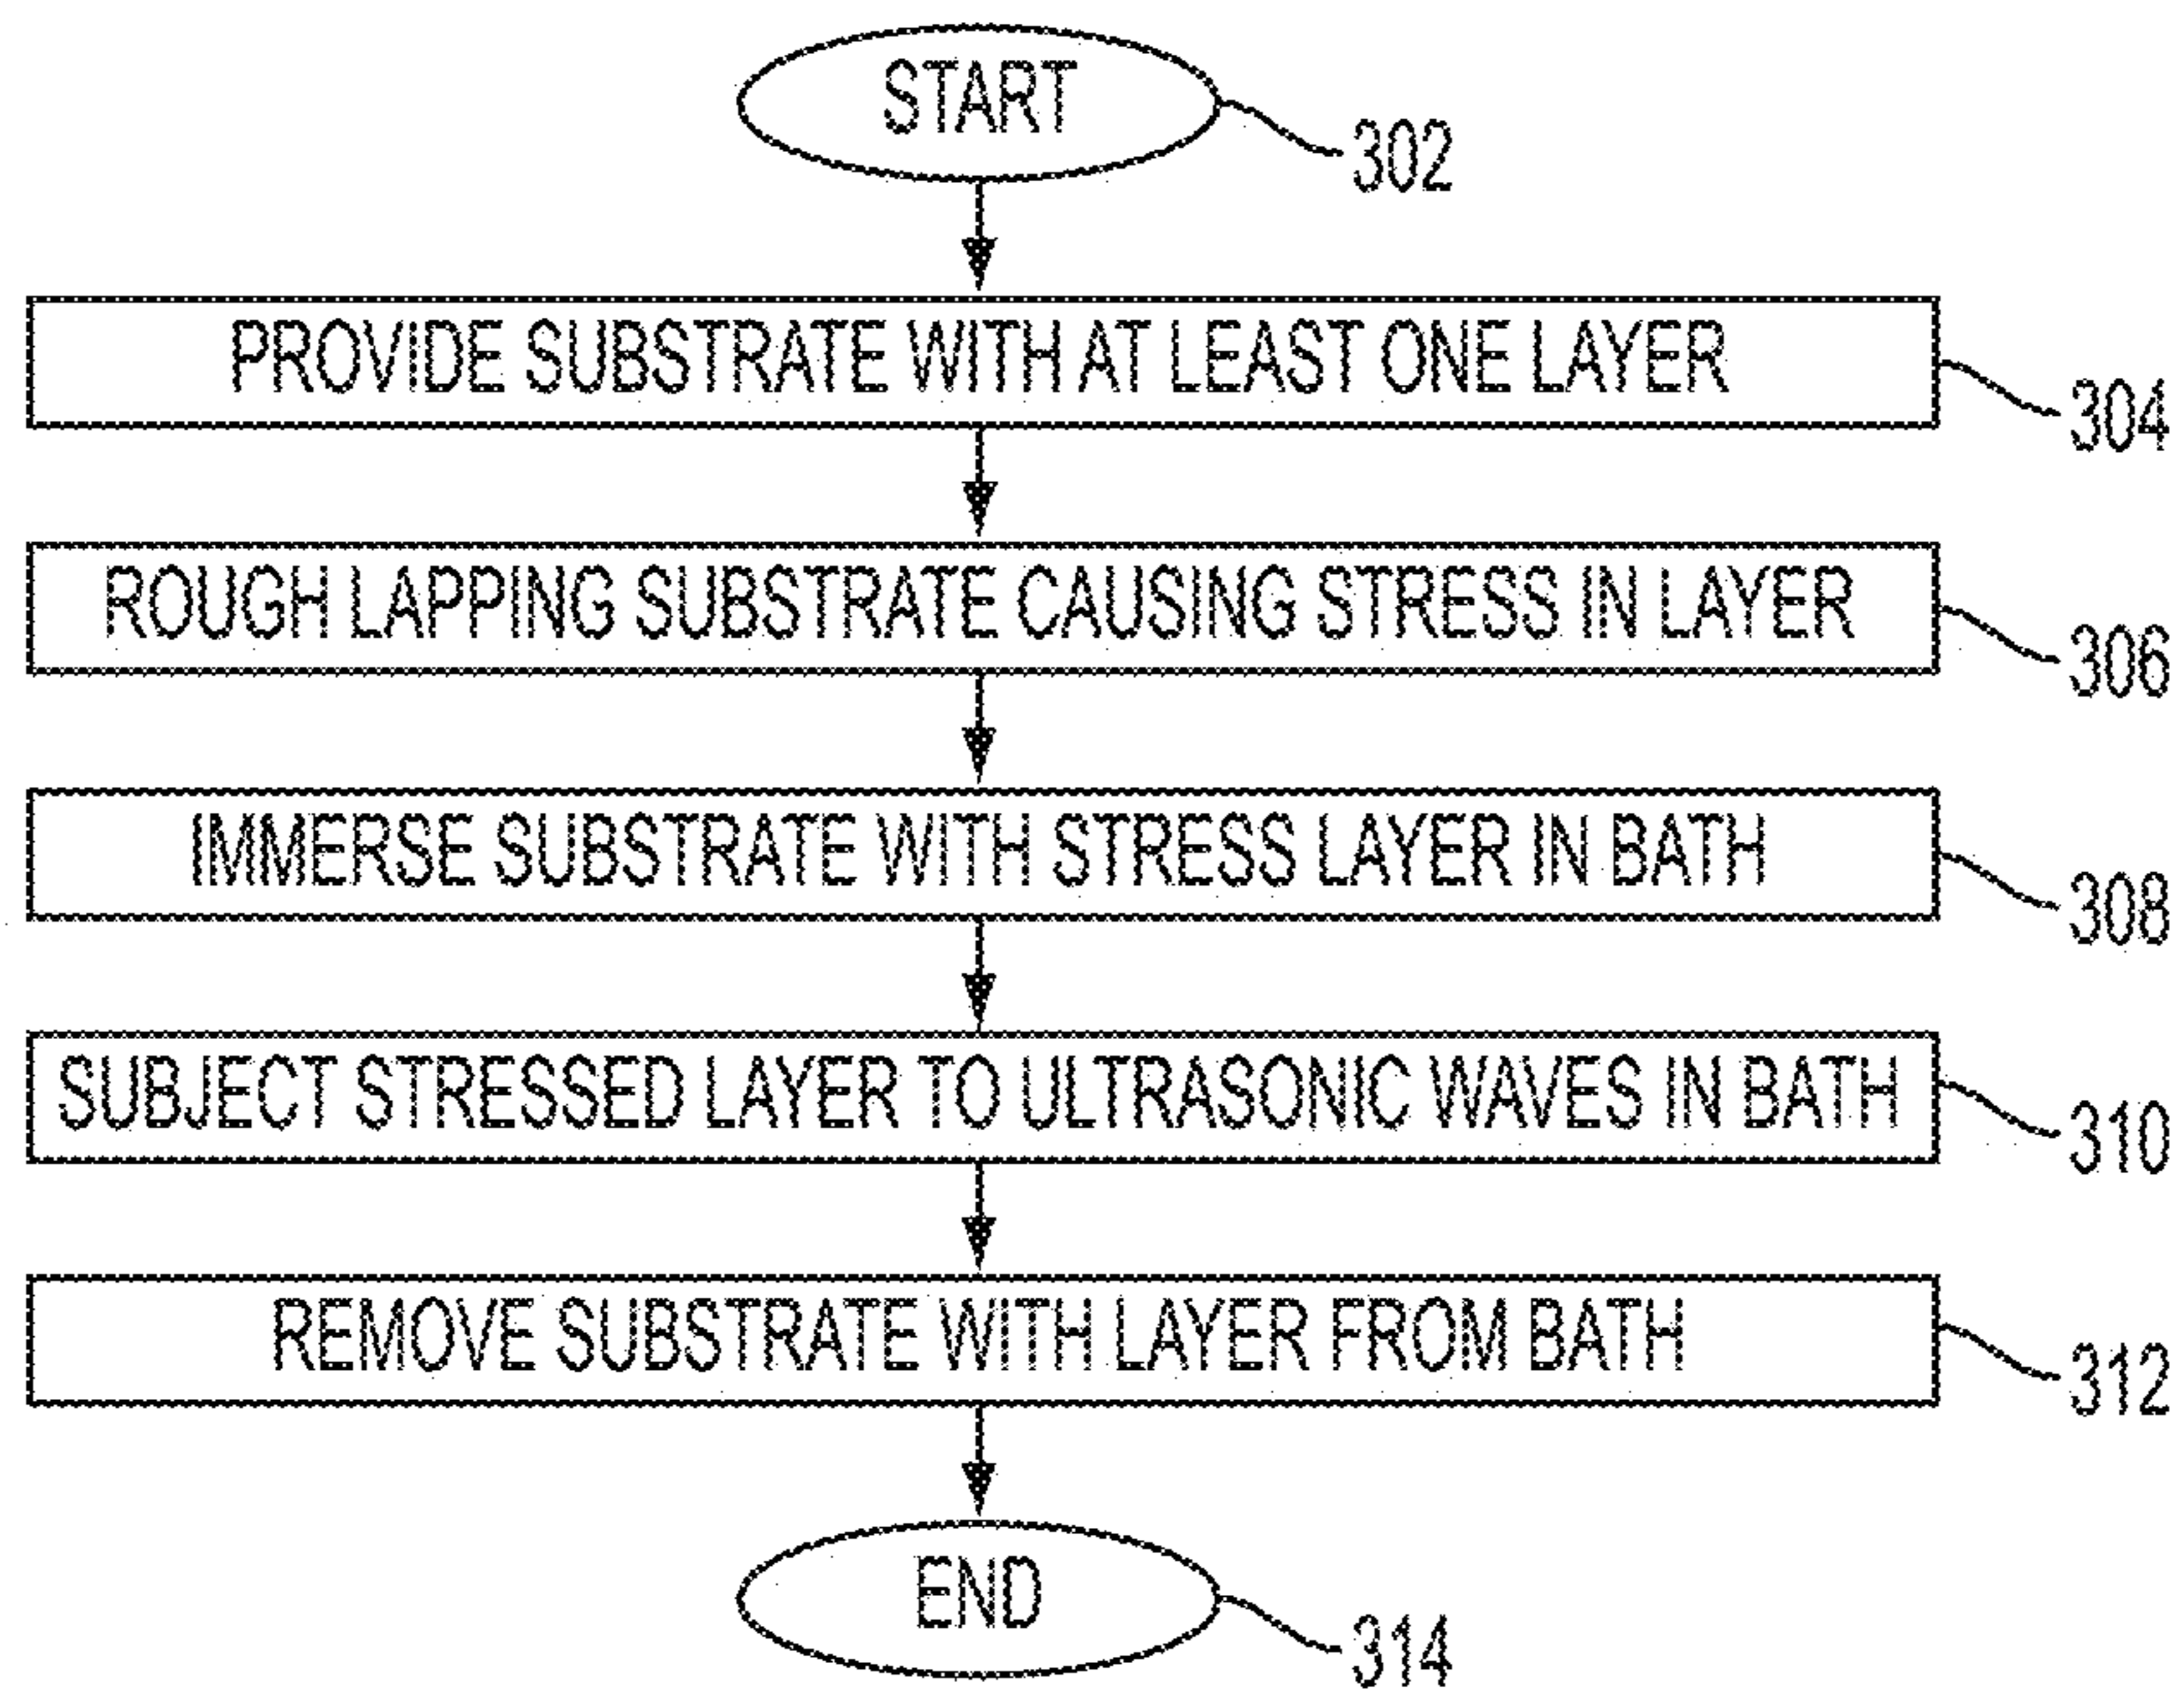 START
302
PROVIDE SUBSTRATE WITH AT LEAST ONE LAYER
304
ROUGH LAPPING SUBSTRATE CAUSING STRESS IN LAYER
306
IMMERSE SUBSTRATE WITH STRESS LAYER IN BATH
308
SUBJECT STRESSED LAYER TO ULTRASONIC WAVES IN BATH
310
REMOVE SUBSTRATE WITH LAYER FROM BATH
312
END
314